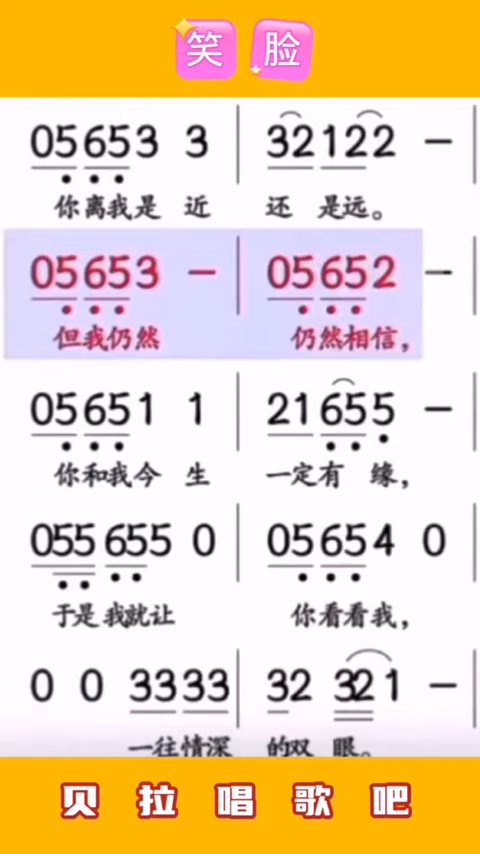 笑脸
05653 3 | 32122 — |
你离我是 近 还 是远。
05653 — | 05652 — |
但我仍然 仍然相信,
05651 1 | 21655 — |
你和我今 生 一定有 缘,
055655 0 | 05654 0 |
于是我就让 你看看我,
0 0 3333 | 32 321 — |
一往情深 的双 眼。
贝拉唱歌吧